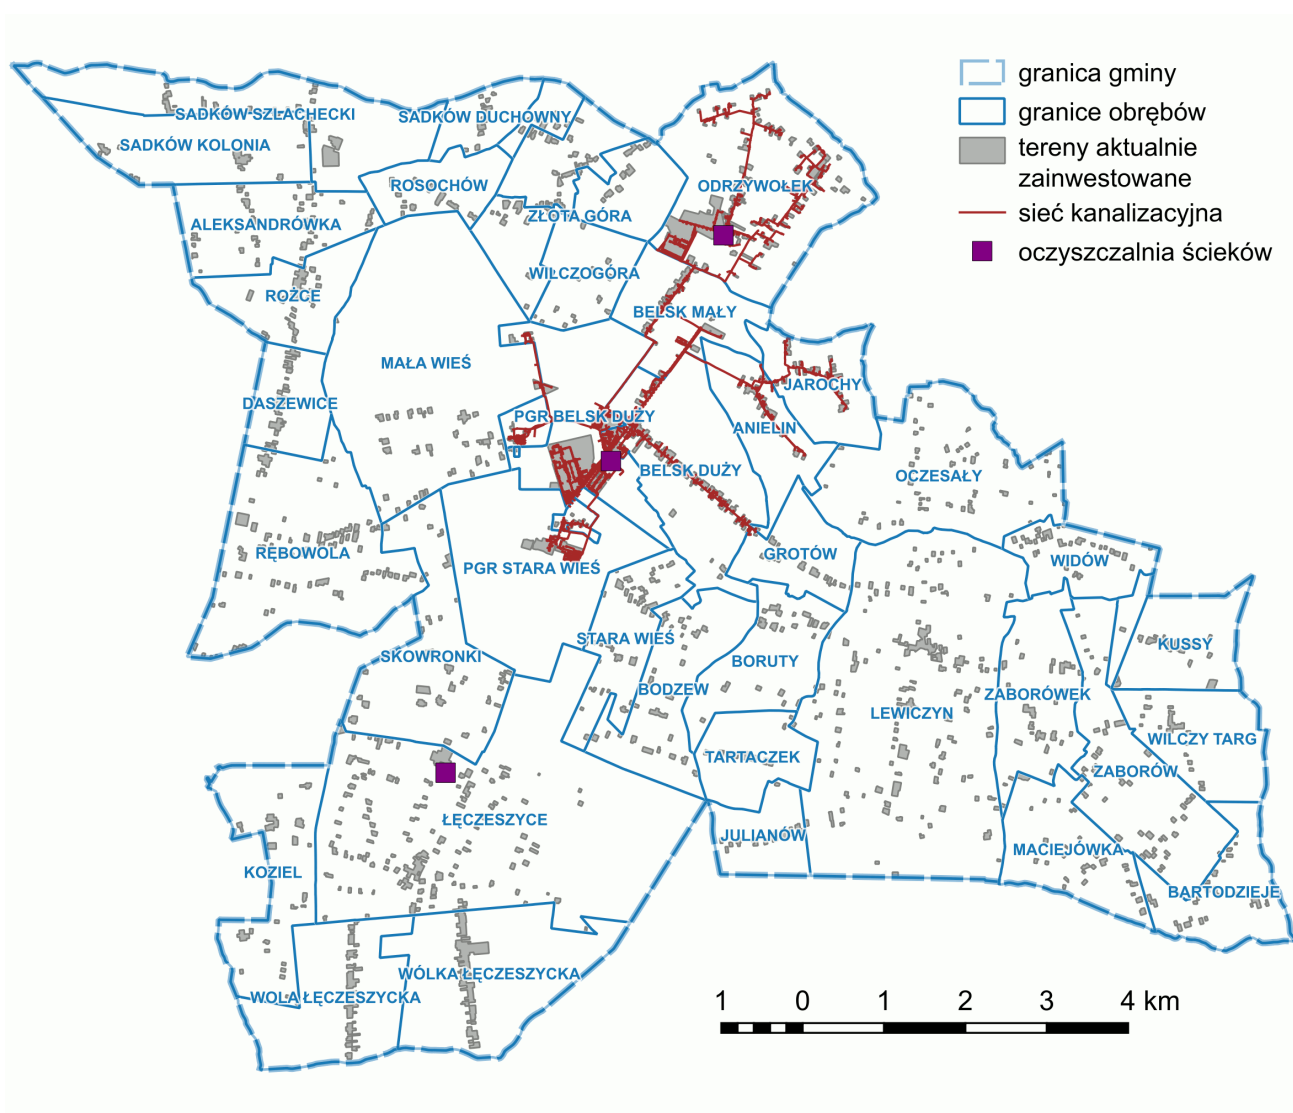 granica gminy
granice obrębów
tereny aktualnie
zainwestowane
sieć kanalizacyjna
oczyszczalnia ścieków
SADKÓW SZLACHECKI
SADKÓW DUCHOWNY
SADKÓW KOLONIA
ROSOCHÓW
ODRZYWOŁEK
ALEKSANDRÓWKA
ZŁOTA GÓRA
WILCZOGÓRA
ROŻCE
BELSK MAŁY
MAŁA WIEŚ
JAROCHY
DASZEWICE
PGR BELSK DUŻY
ANIELIN
BELSK DUŻY
OCZESAŁY
RĘBOWOLA
GROTÓW
WIDÓW
PGR STARA WIEŚ
STARA WIEŚ
KUSSY
SKOWRONKI
BORUTY
BODZEW
ZABORÓWEK
LEWICZYN
WILCZY TARG
TARTACZEK
ZABORÓW
ŁĘCZESZYCE
JULIANÓW
MACIEJÓWKA
KOZIEL
BARTODZIEJE
WÓLKA ŁĘCZESZYCKA
WOLA ŁĘCZESZYCKA
1 0 1 2 3 4 km